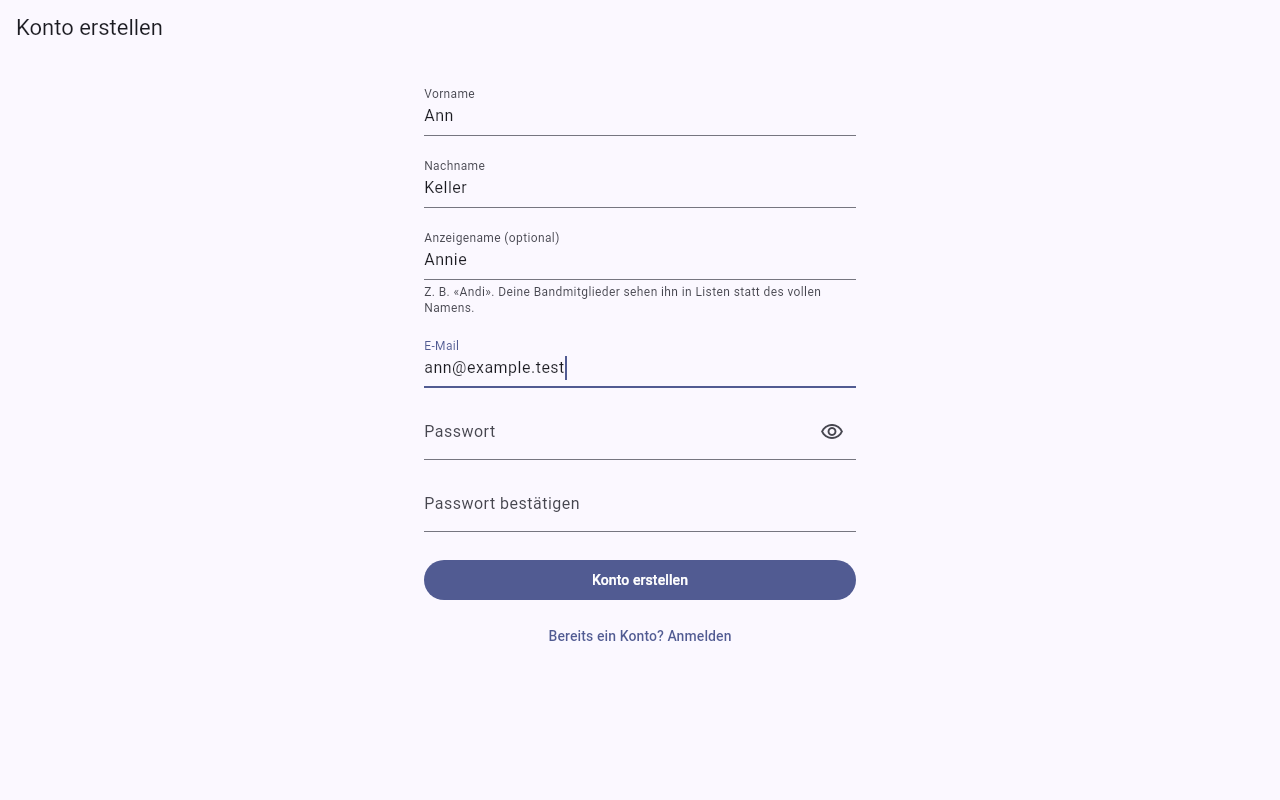 Konto erstellen
Vorname
Ann
Nachname
Keller
Anzeigename (optional)
Annie
Z. B. «Andi». Deine Bandmitglieder sehen ihn in Listen statt des vollen
Namens.
E-Mail
ann@example.test
Passwort
Passwort bestätigen
Konto erstellen
Bereits ein Konto? Anmelden